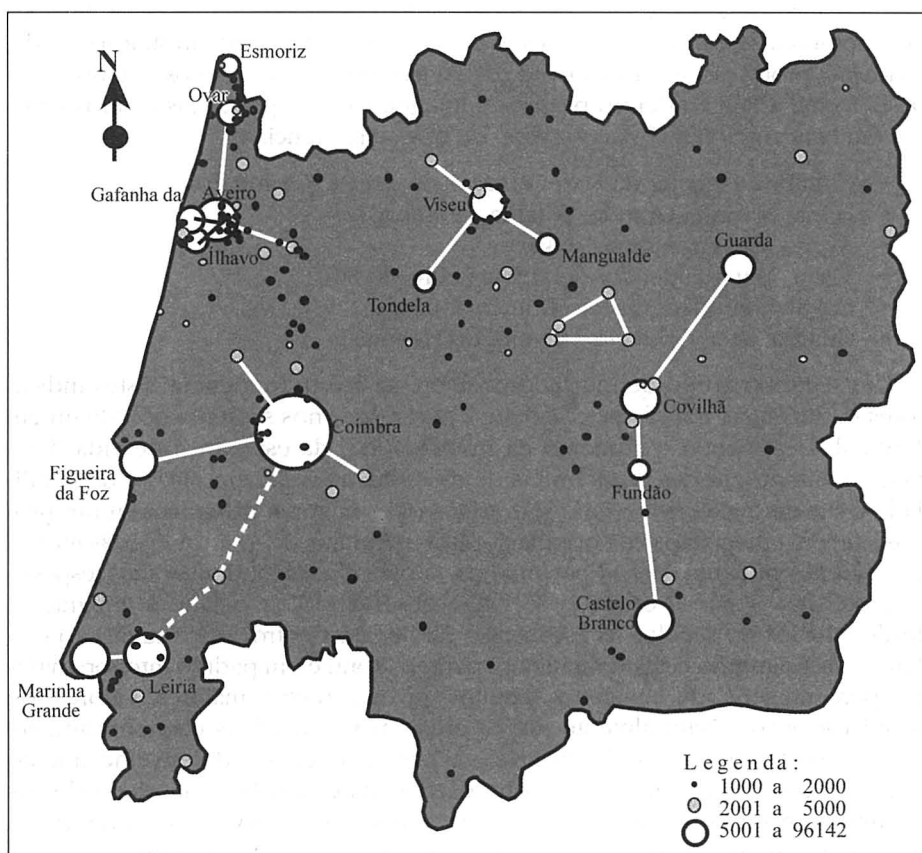 N
Esmoriz
Ovar
Gafanha da
Aveiro
Ílhavo
Viseu
Mangualde
Tondela
Guarda
Covilhã
Fundão
Castelo
Branco
Coimbra
Figueira
da Foz
Marinha
Grande
Leiria
Legenda:
1000 a 2000
2001 a 5000
5001 a 96142